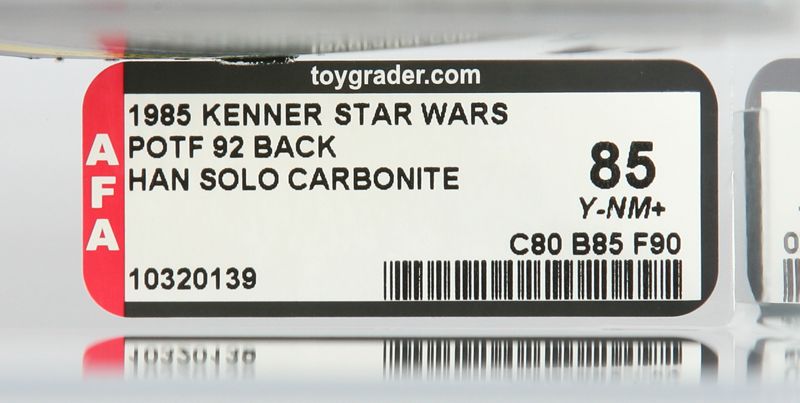 toygrader.com
AFA
1985 KENNER STAR WARS
POTF 92 BACK
HAN SOLO CARBONITE
85
Y-NM+
C80 B85 F90
10320139